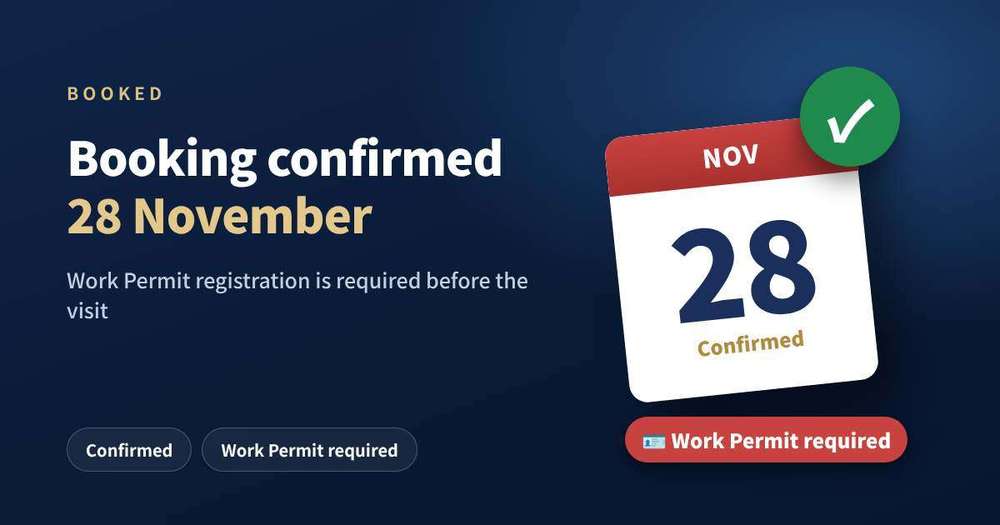 BOOKED
Booking confirmed
28 November
Work Permit registration is required before the
visit
Confirmed
Work Permit required
NOV
28
Confirmed
Work Permit required